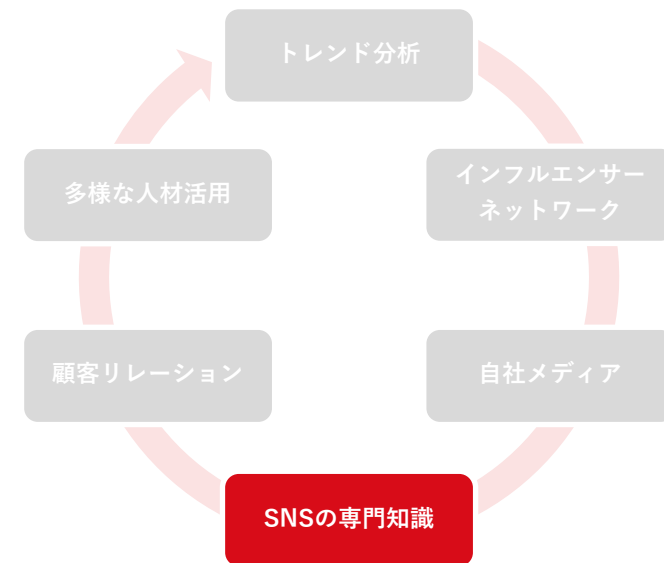 トレンド分析
多様な人材活用
インフルエンサー
ネットワーク
顧客リレーション
自社メディア
SNSの専門知識